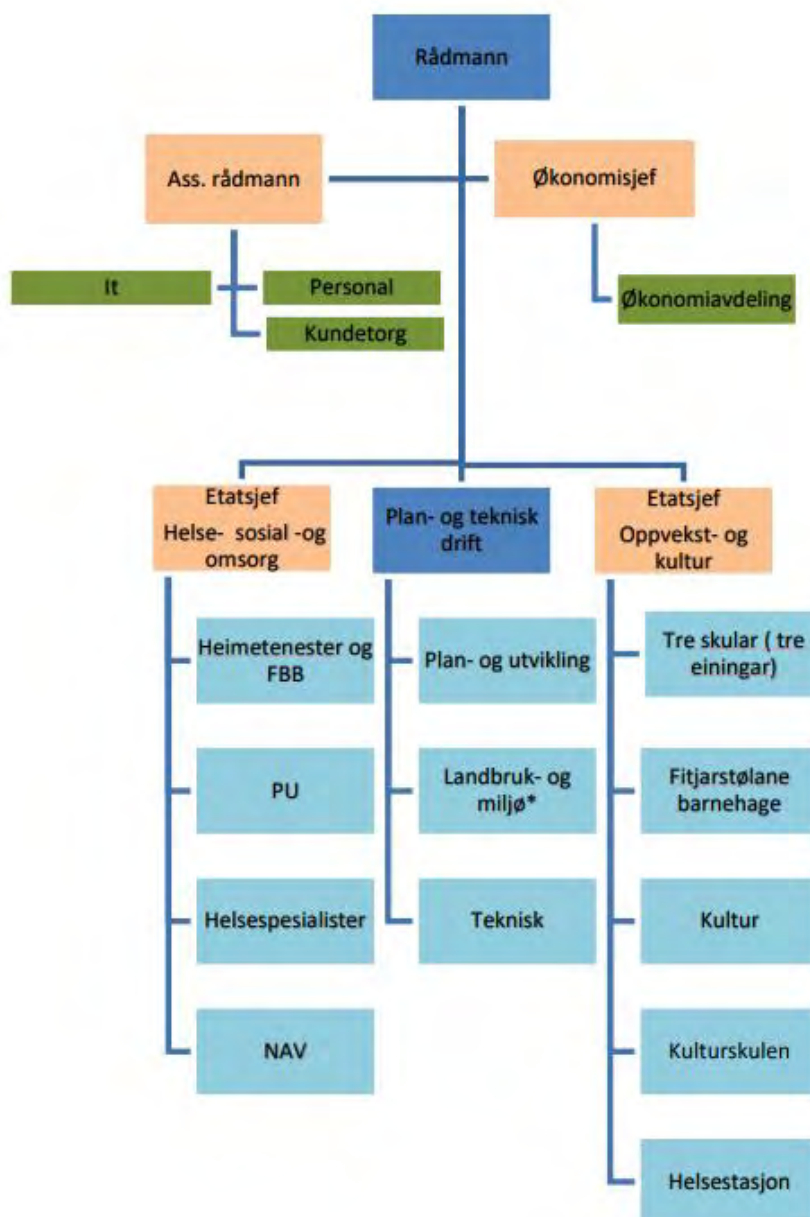 Rådmann
Ass. rådmann
Økonomisjef
It
Personal
Økonomiavdeling
Kundetorg
Etatsjef
Helse- sosial -og
omsorg
Plan- og teknisk
drift
Etatsjef
Oppvekst- og
kultur
Heimetenester og
FBB
Plan- og utvikling
Tre skular ( tre
einingar)
PU
Landbruk- og
miljø*
Fitjarstølane
barnehage
Helsespesialister
Teknisk
Kultur
NAV
Kulturskulen
Helsestasjon